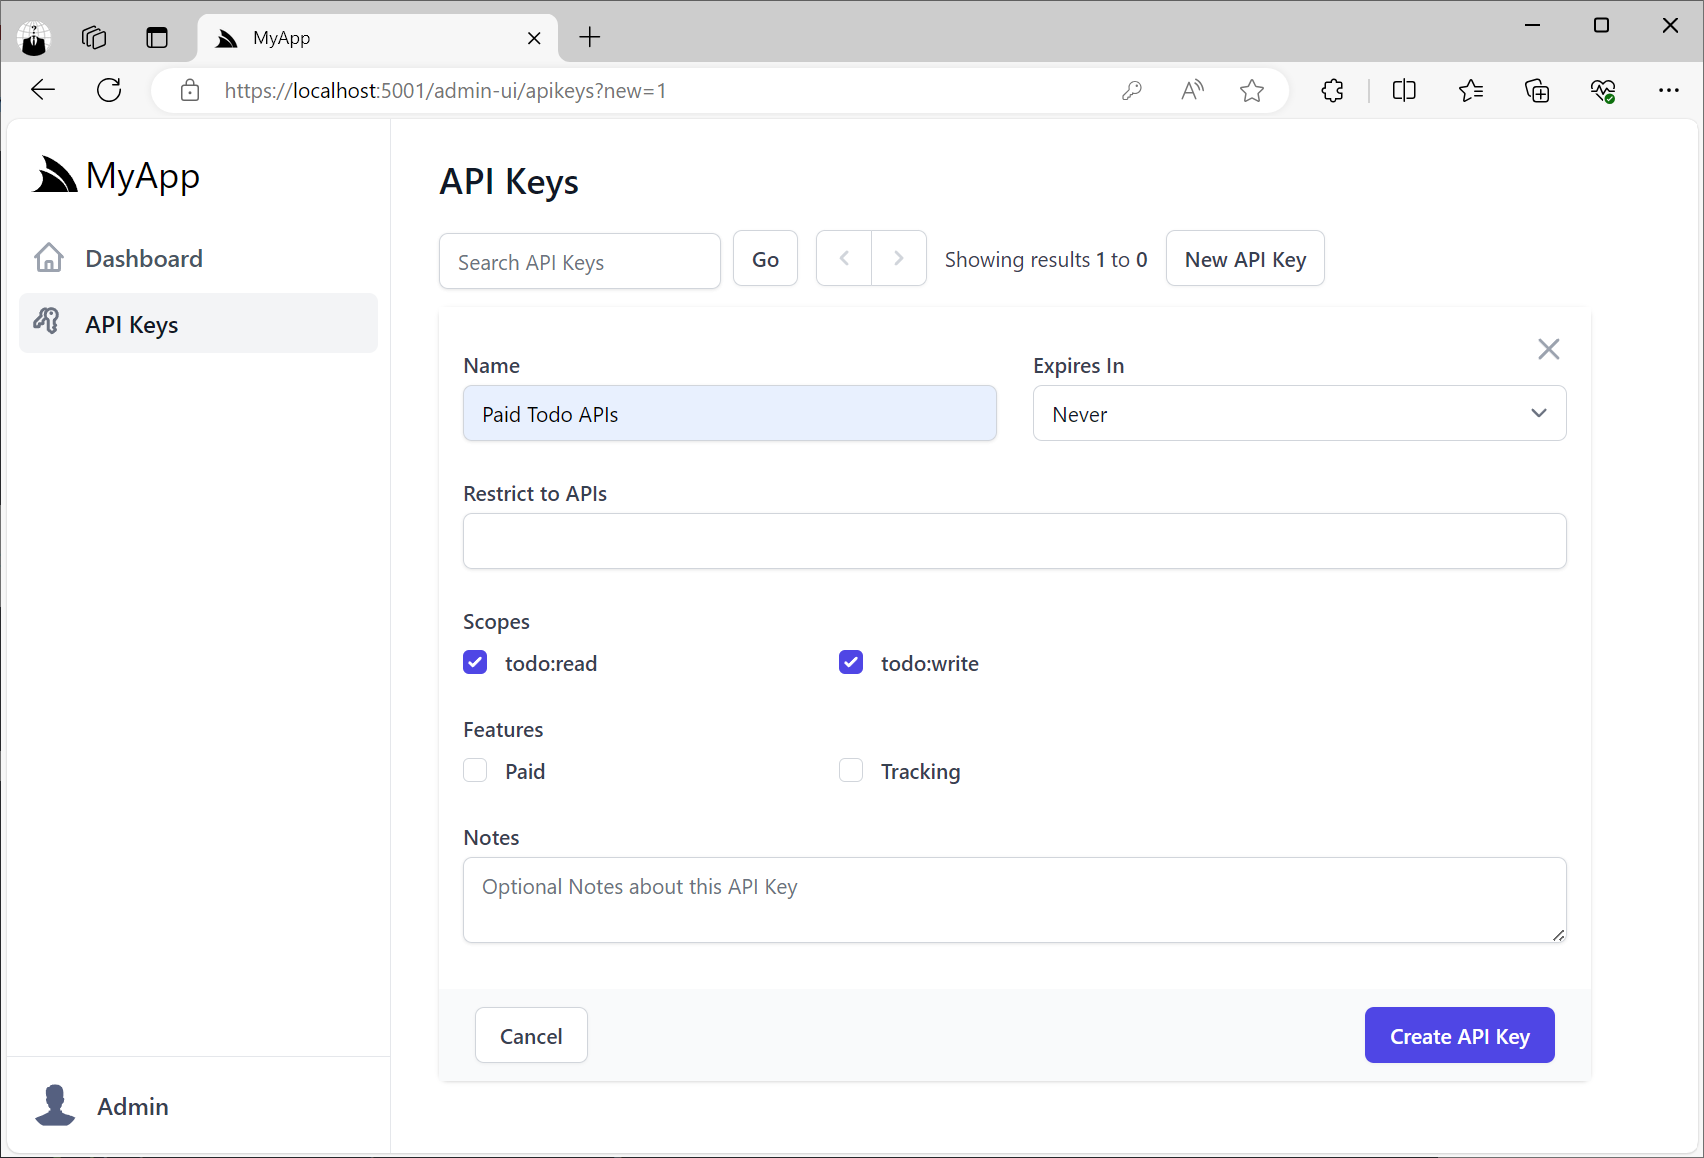 MyApp
https://localhost:5001/admin-ui/apikeys?new=1
MyApp
Dashboard
API Keys
Admin
API Keys
Search API Keys
Go
Showing results 1 to 0
New API Key
Name
Expires In
Paid Todo APIs
Never
Restrict to APIs
Scopes
todo:read
todo:write
Features
Paid
Tracking
Notes
Optional Notes about this API Key
Cancel
Create API Key